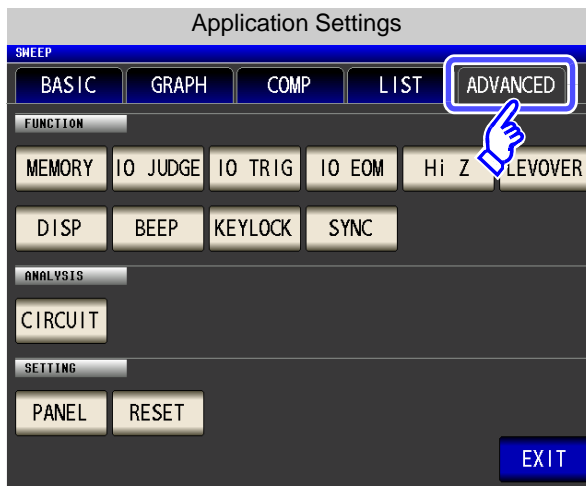 Application Settings
SWEEP
BASIC GRAPH COMP LIST ADVANCED
FUNCTION
MEMORY IO JUDGE IO TRIG IO EOM Hi Z LEVOVER
DISP BEEP KEYLOCK SYNC
ANALYSIS
CIRCUIT
SETTING
PANEL RESET
EXIT